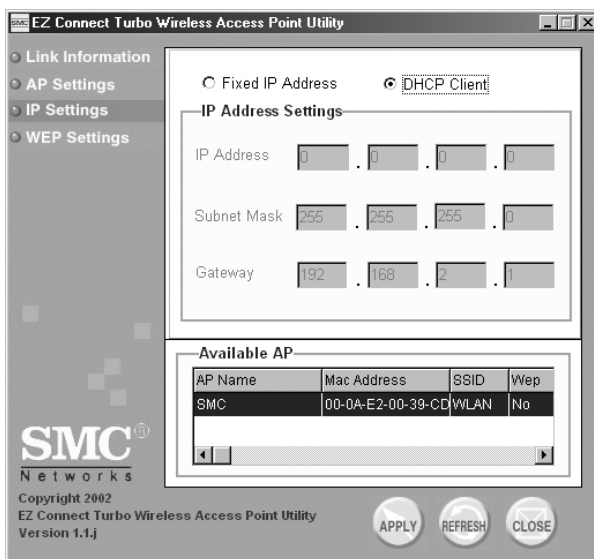 SMC EZ Connect Turbo Wireless Access Point Utility
Link Information
AP Settings
IP Settings
WEP Settings
Fixed IP Address DHCP Client
IP Address Settings
IP Address 0 . 0 . 0 . 0
Subnet Mask 255 . 255 . 255 . 0
Gateway 192 . 168 . 2 . 1
Available AP
AP Name Mac Address SSID Wep
SMC 00-0A-E2-00-39-CD WLAN No
SMC®
Networks
Copyright 2002
EZ Connect Turbo Wireless Access Point Utility
Version 1.1.j
APPLY REFRESH CLOSE